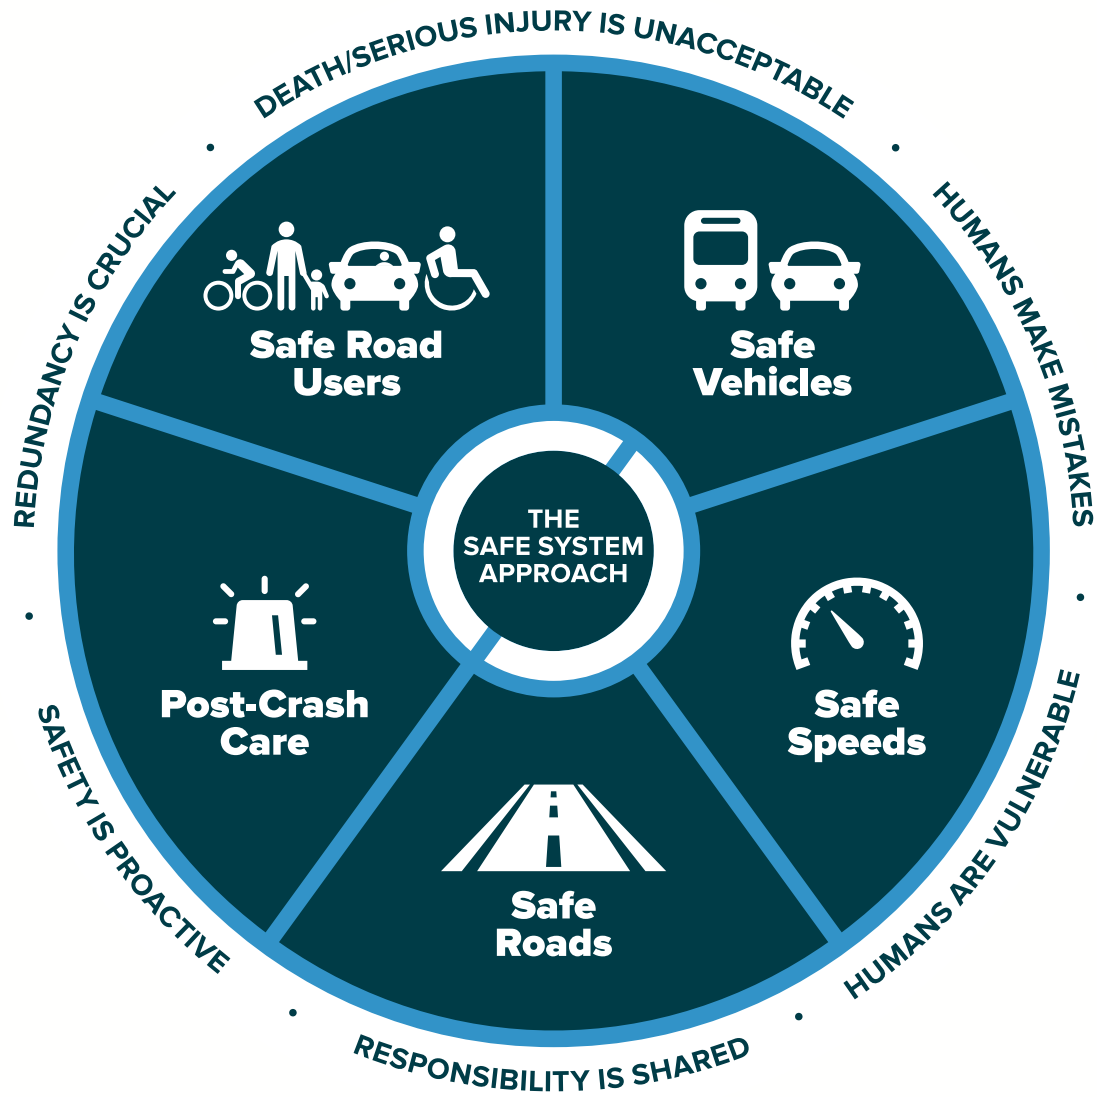 DEATH/SERIOUS INJURY IS UNACCEPTABLE
HUMANS MAKE MISTAKES
HUMANS ARE VULNERABLE
RESPONSIBILITY IS SHARED
SAFETY IS PROACTIVE
REDUNDANCY IS CRUCIAL
Safe Road
Users
Safe
Vehicles
Safe
Speeds
Safe
Roads
Post-Crash
Care
THE
SAFE SYSTEM
APPROACH